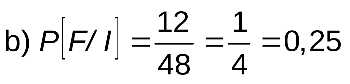 b) P[F/ I] = 12/48 = 1/4 = 0,25